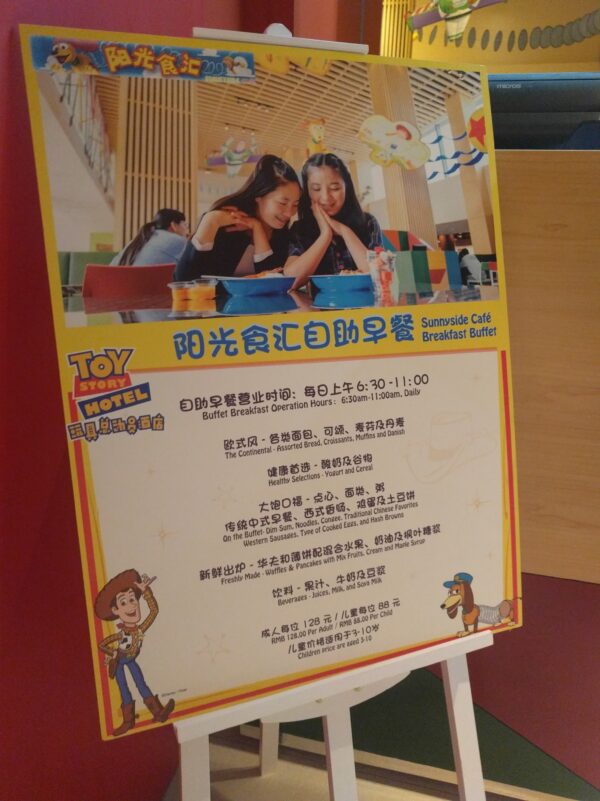 阳光食汇
micros
阳光食汇自助早餐
Sunnyside Café
Breakfast Buffet
TOY
STORY
HOTEL
玩具总动员酒店
自助早餐营业时间：每日上午6:30 -11:00
Buffet Breakfast Operation Hours : 6:30am-11:00am, Daily
欧式风 - 各类面包、可颂、麦芬及丹麦
The Continental - Assorted Bread, Croissants, Muffins and Danish
健康首选 - 酸奶及谷物
Healthy Selections - Yogurt and Cereal
大饱口福 - 点心、面类、粥
传统中式早餐、西式香肠、鸡蛋及土豆饼
On the Buffet- Dim Sum, Noodles, Congee, Traditional Chinese Favorites
Western Sausages, Type of Cooked Eggs, and Hash Browns
新鲜出炉 - 华夫和薄饼配混合水果、奶油及枫叶糖浆
Freshly Made - Waffles & Pancakes with Mix Fruits, Cream and Marle Syrup
饮料 - 果汁、牛奶及豆浆
Beverages - Juices, Milk, and Soya Milk
成人每位 128 元 / 儿童每位 88 元
RMB 128.00 Per Adult / RMB 88.00 Per Child
儿童价格适用于3-10岁
Children price are aged 3-10